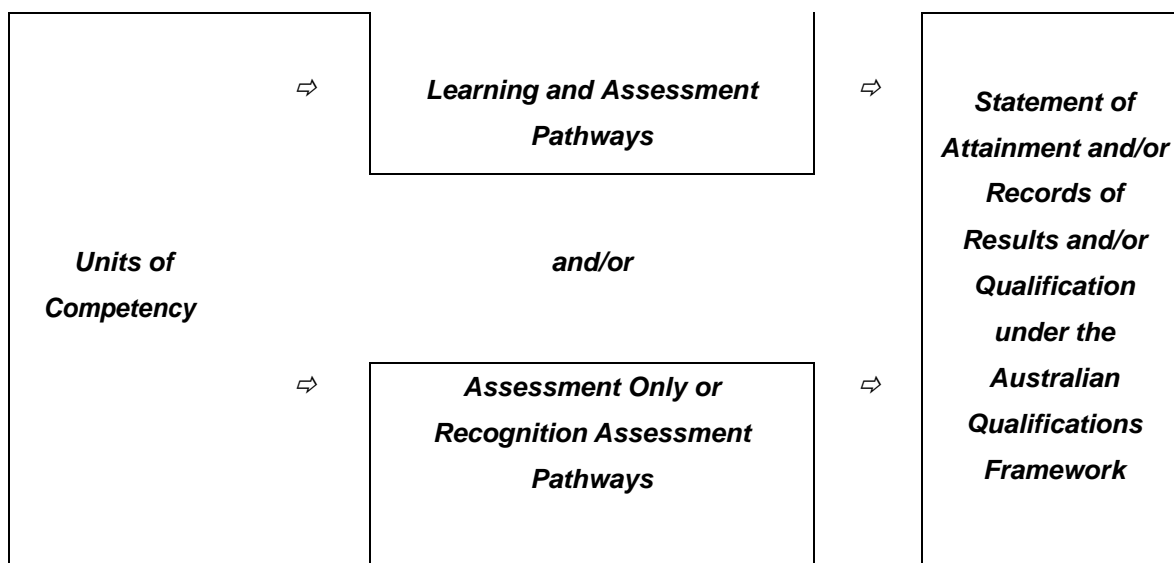 Units of
Competency
⇨
Learning and Assessment
Pathways
⇨
and/or
⇨
Assessment Only or
Recognition Assessment
Pathways
⇨
Statement of
Attainment and/or
Records of
Results and/or
Qualification
under the
Australian
Qualifications
Framework